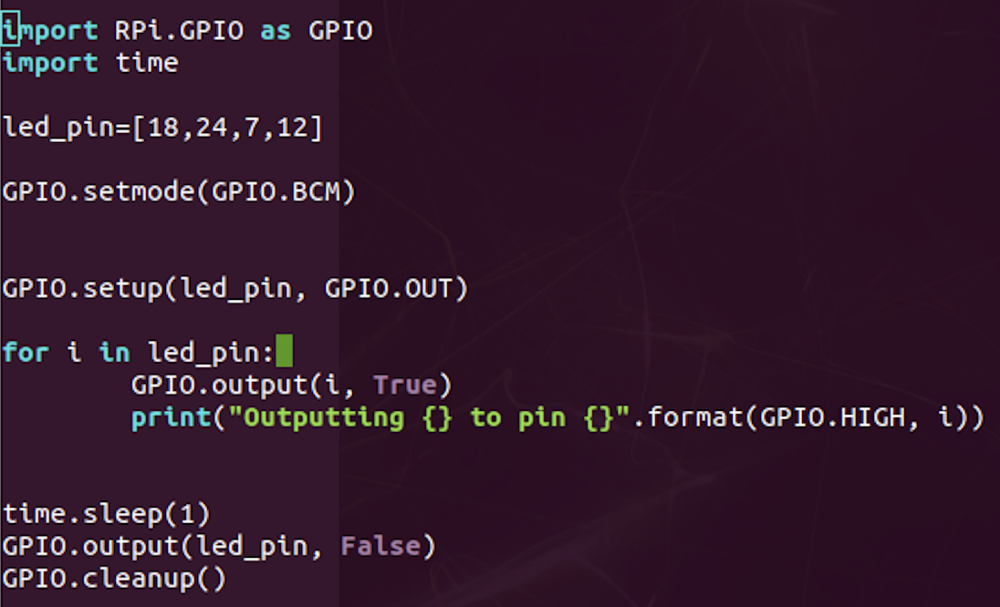 import RPi.GPIO as GPIO
import time
led_pin=[18,24,7,12]
GPIO.setmode(GPIO.BCM)
GPIO.setup(led_pin, GPIO.OUT)
for i in led_pin:
        GPIO.output(i, True)
        print("Outputting {} to pin {}".format(GPIO.HIGH, i))
time.sleep(1)
GPIO.output(led_pin, False)
GPIO.cleanup()